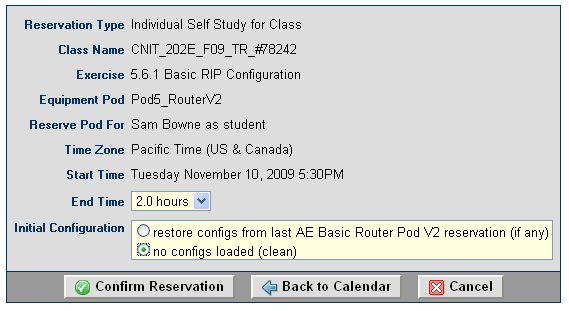 Reservation Type Individual Self Study for Class
Class Name CNIT_202E_F09_TR_#78242
Exercise 5.6.1 Basic RIP Configuration
Equipment Pod Pod5_RouterV2
Reserve Pod For Sam Bowne as student
Time Zone Pacific Time (US & Canada)
Start Time Tuesday November 10, 2009 5:30PM
End Time 2.0 hours
Initial Configuration restore configs from last AE Basic Router Pod V2 reservation (if any)
no configs loaded (clean)
Confirm Reservation Back to Calendar Cancel